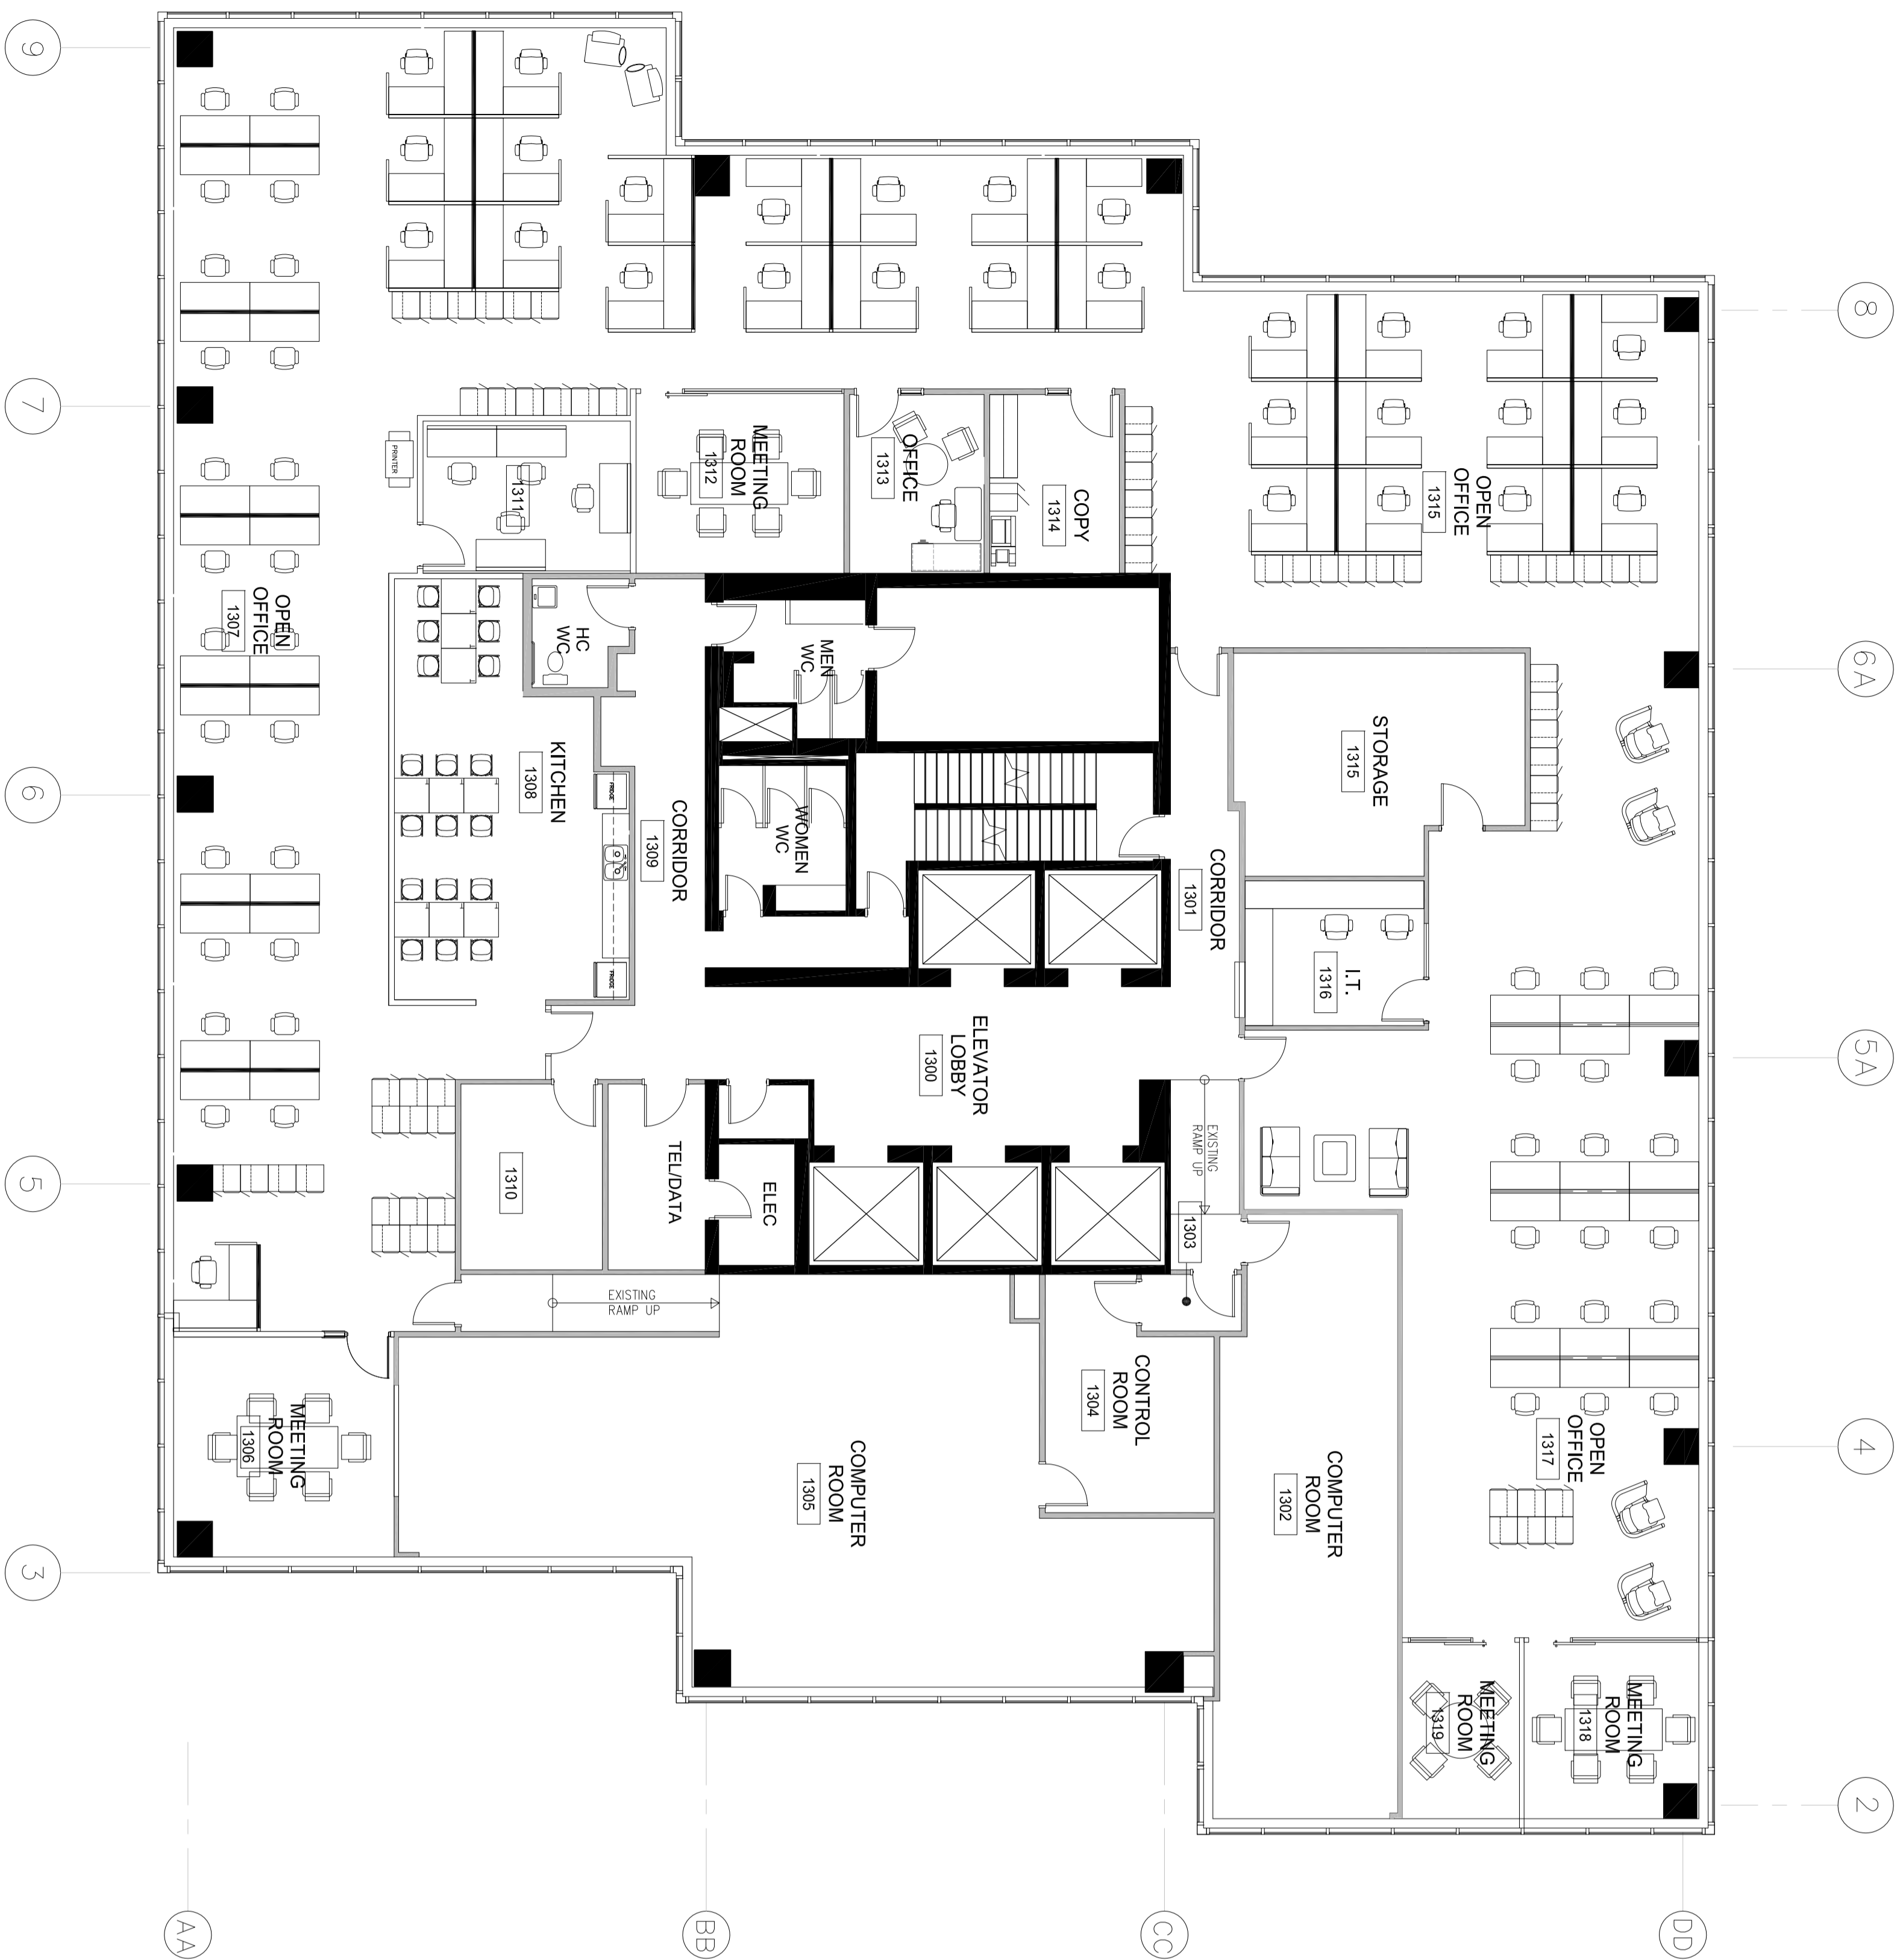 9
8
7
6A
6
5A
5
4
3
2
AA
BB
CC
DD
PRINTER
1311
MEETING
ROOM
1312
OFFICE
1313
COPY
1314
OPEN
OFFICE
1315
OPEN
OFFICE
1307
HC
WC
MEN
WC
STORAGE
1315
KITCHEN
1308
FRIDGE
FRIDGE
CORRIDOR
1309
WOMEN
WC
CORRIDOR
1301
I.T.
1316
ELEVATOR
LOBBY
1300
EXISTING
RAMP UP
1310
TEL/DATA
ELEC
1303
EXISTING
RAMP UP
CONTROL
ROOM
1304
MEETING
ROOM
1306
COMPUTER
ROOM
1305
COMPUTER
ROOM
1302
OPEN
OFFICE
1317
MEETING
ROOM
1319
MEETING
ROOM
1318